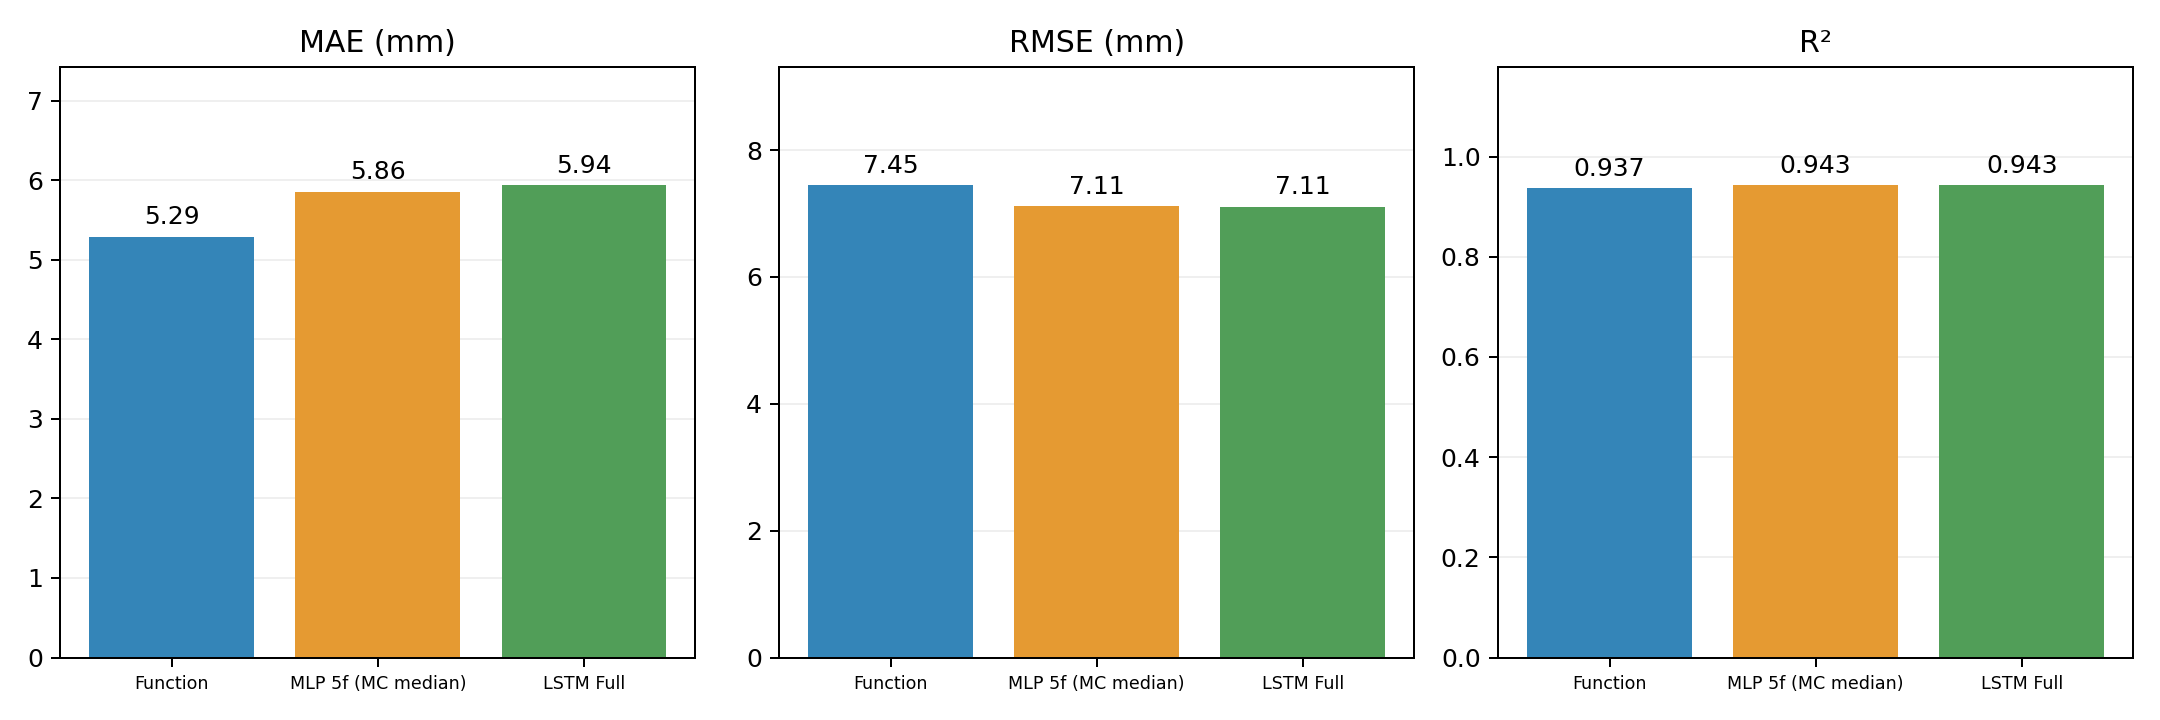 MAE (mm)
7
6
5
4
3
2
1
0
5.29
5.86
5.94
Function
MLP 5f (MC median)
LSTM Full
RMSE (mm)
8
6
4
2
0
7.45
7.11
7.11
Function
MLP 5f (MC median)
LSTM Full
R²
1.0
0.8
0.6
0.4
0.2
0.0
0.937
0.943
0.943
Function
MLP 5f (MC median)
LSTM Full